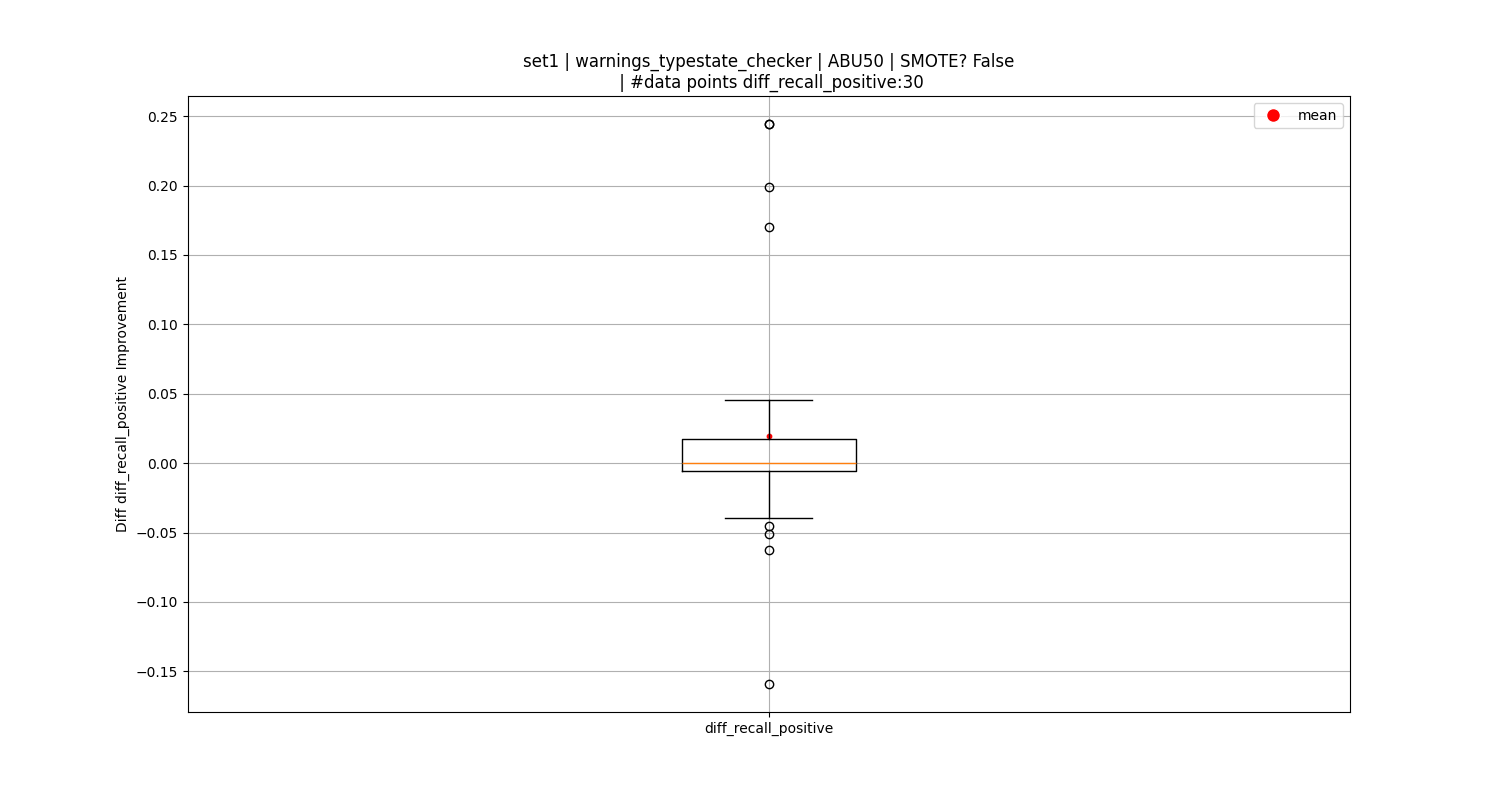 set1 | warnings_typestate_checker | ABU50 | SMOTE? False
| #data points diff_recall_positive:30
mean
0.25
0.20
0.15
0.10
0.05
0.00
−0.05
−0.10
−0.15
Diff diff_recall_positive Improvement
diff_recall_positive